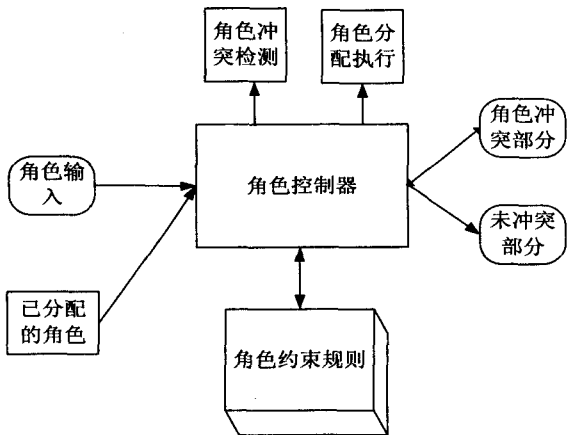 角色冲
突检测
角色分
配执行
角色冲
突部分
角色输
入
角色控制器
未冲突
部分
已分配
的角色
角色约束规则